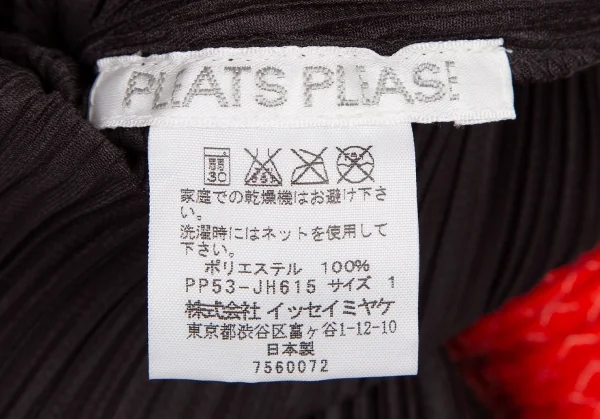 PLEATS PLEASE
弱
30
家庭での乾燥機はお避け下さ
い。
洗濯時にはネットを使用して
下さい。
ポリエステル 100%
PP53-JH615 サイズ 1
株式会社 イッセイミヤケ
東京都渋谷区富ヶ谷1-12-10
日本製
7560072